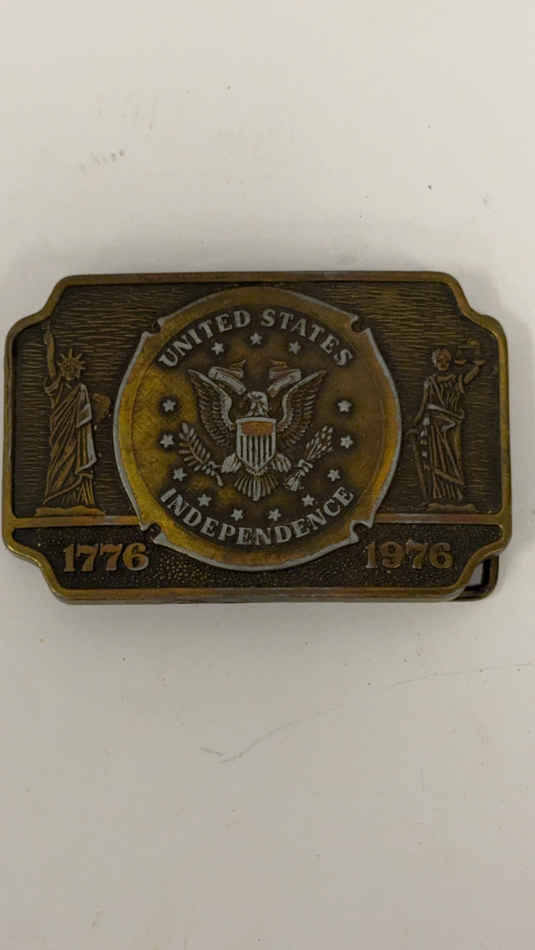 UNITED STATES
INDEPENDENCE
1776
1976